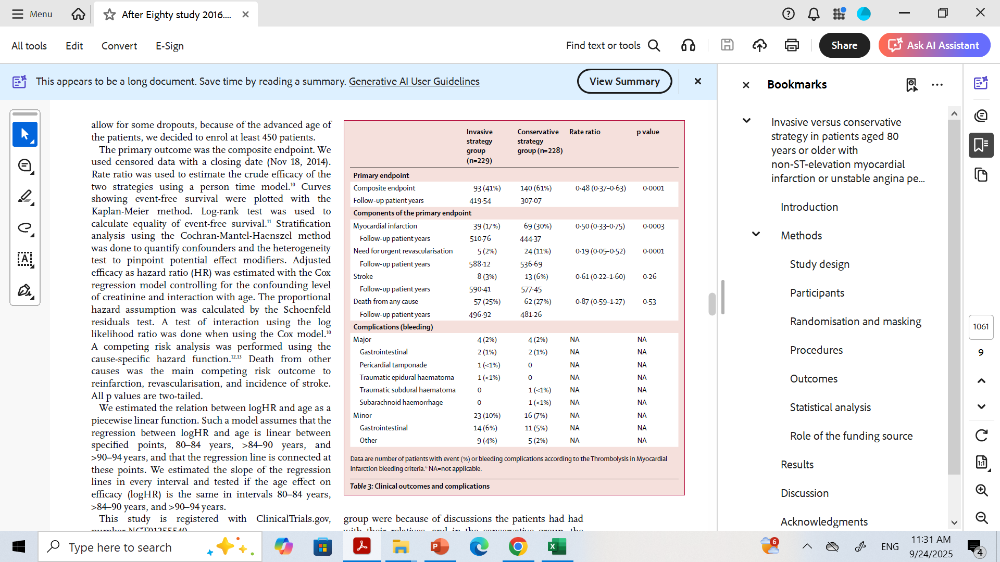 Menu
After Eighty study 2016....
All tools
Edit
Convert
E-Sign
Find text or tools
Share
Ask AI Assistant
This appears to be a long document. Save time by reading a summary. Generative AI User Guidelines
View Summary
allow for some dropouts, because of the advanced age of
the patients, we decided to enrol at least 450 patients.
The primary outcome was the composite endpoint. We
used censored data with a closing date (Nov 18, 2014).
Rate ratio was used to estimate the crude efficacy of the
two strategies using a person time model.10 Curves
showing event-free survival were plotted with the
Kaplan-Meier method. Log-rank test was used to
calculate equality of event-free survival.11 Stratification
analysis using the Cochran-Mantel-Haenszel method
was done to quantify confounders and the heterogeneity
test to pinpoint potential effect modifiers. Adjusted
efficacy as hazard ratio (HR) was estimated with the Cox
regression model controlling for the confounding level
of creatinine and interaction with age. The proportional
hazard assumption was calculated by the Schoenfeld
residuals test. A test of interaction using the log
likelihood ratio was done when using the Cox model.10
A competing risk analysis was performed using the
cause-specific hazard function.12,13 Death from other
causes was the main competing risk outcome to
reinfarction, revascularisation, and incidence of stroke.
All p values are two-tailed.
We estimated the relation between logHR and age as a
piecewise linear function. Such a model assumes that the
regression between logHR and age is linear between
specified points, 80–84 years, >84–90 years, and
>90–94 years, and that the regression line is connected at
these points. We estimated the slope of the regression
lines in every interval and tested if the age effect on
efficacy (logHR) is the same in intervals 80–84 years,
>84–90 years, and >90–94 years.
This study is registered with ClinicalTrials.gov,
number NCT01255540.
Invasive strategy group (n=229) Conservative strategy group (n=228) Rate ratio p value
Primary endpoint
Composite endpoint 93 (41%) 140 (61%) 0·48 (0·37–0·63) 0·0001
Follow-up patient years 419·54 307·07
Components of the primary endpoint
Myocardial infarction 39 (17%) 69 (30%) 0·50 (0·33–0·75) 0·0003
Follow-up patient years 510·76 444·37
Need for urgent revascularisation 5 (2%) 24 (11%) 0·19 (0·05–0·52) 0·0001
Follow-up patient years 588·12 536·69
Stroke 8 (3%) 13 (6%) 0·61 (0·22–1·60) 0·26
Follow-up patient years 590·41 577·45
Death from any cause 57 (25%) 62 (27%) 0·87 (0·59–1·27) 0·53
Follow-up patient years 496·92 481·26
Complications (bleeding)
Major 4 (2%) 4 (2%) NA NA
Gastrointestinal 2 (1%) 2 (1%) NA NA
Pericardial tamponade 1 (<1%) 0 NA NA
Traumatic epidural haematoma 1 (<1%) 0 NA NA
Traumatic subdural haematoma 0 1 (<1%) NA NA
Subarachnoid haemorrhage 0 1 (<1%) NA NA
Minor 23 (10%) 16 (7%) NA NA
Gastrointestinal 14 (6%) 11 (5%) NA NA
Other 9 (4%) 5 (2%) NA NA
Data are number of patients with event (%) or bleeding complications according to the Thrombolysis in Myocardial
Infarction bleeding criteria.6 NA=not applicable.
Table 3: Clinical outcomes and complications
group were because of discussions the patients had had
with their relatives, and in the conservative group, the
Bookmarks
Invasive versus conservative
strategy in patients aged 80
years or older with
non-ST-elevation myocardial
infarction or unstable angina pe...
Introduction
Methods
Study design
Participants
Randomisation and masking
Procedures
Outcomes
Statistical analysis
Role of the funding source
Results
Discussion
Acknowledgments
1061
9
1:1
Type here to search
6
ENG
11:31 AM
9/24/2025
4